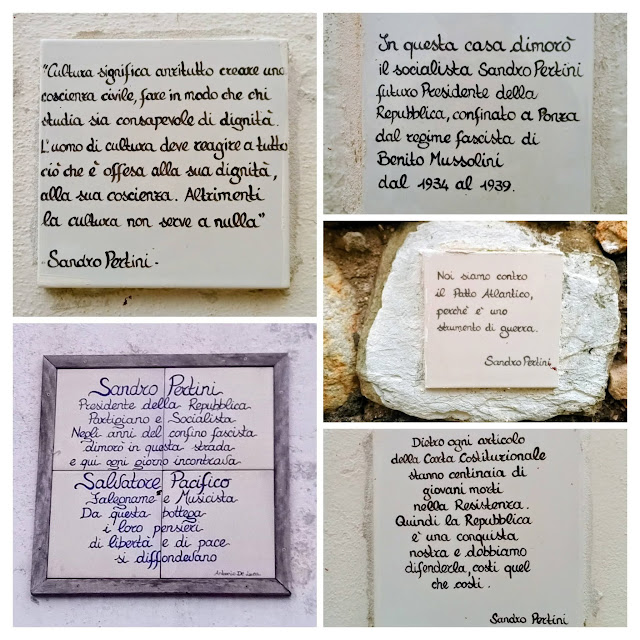 "Cultura significa anzitutto creare una
coscienza civile, fare in modo che chi
studia sia consapevole di dignità.
L'uomo di cultura deve reagire a tutto
ciò che è offesa alla sua dignità,
alla sua coscienza. Altrimenti
la cultura non serve a nulla"
Sandro Pertini.
In questa casa dimorò
il socialista Sandro Pertini
futuro Presidente della
Repubblica, confinato a Ponza
dal regime fascista di
Benito Mussolini
dal 1934 al 1939.
Noi siamo contro
il Patto Atlantico,
perchè e' uno
strumento di guerra.
Sandro Pertini
Sandro Pertini
Presidente della Repubblica
Partigiano e Socialista
Negli anni del confino fascista
dimorò in questa strada
e qui ogni giorno incontrava
Salvatore Pacifico
Falegname e Musicista
Da questa bottega
i loro pensieri
di libertà e di pace
si diffondevano
Antonio De Luca
Dietro ogni articolo
della Carta Costituzionale
stanno centinaia di
giovani morti
nella Resistenza.
Quindi la Repubblica
è una conquista
nostra e dobbiamo
difenderla, costi quel
che costi.
Sandro Pertini